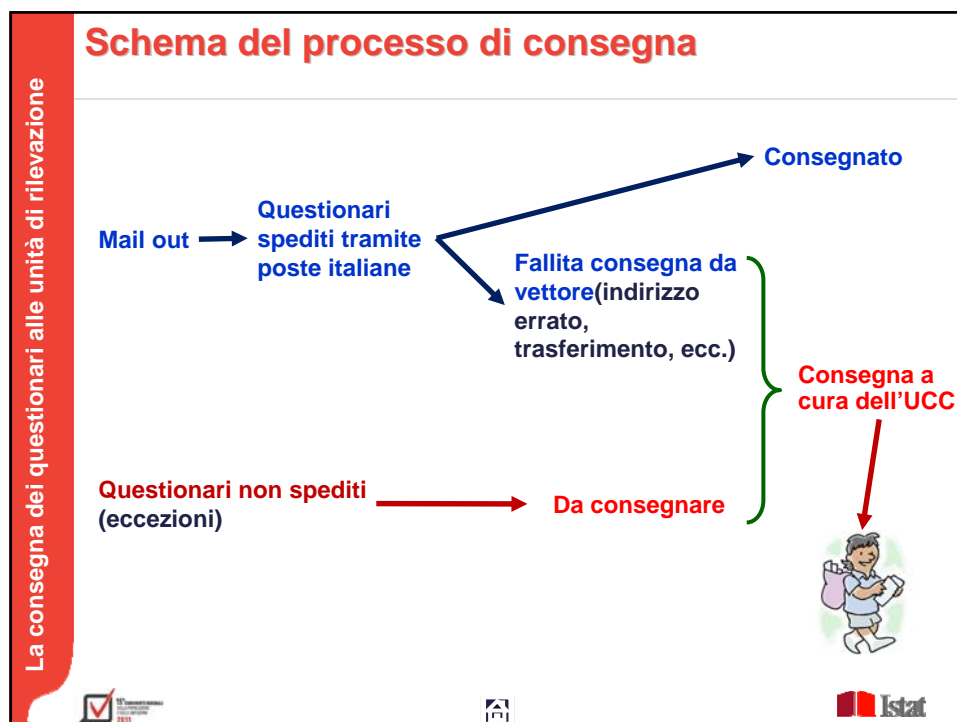 Schema del processo di consegna
La consegna dei questionari alle unità di rilevazione
Consegnato
Mail out
Questionari
spediti tramite
poste italiane
Fallita consegna da
vettore(indirizzo
errato,
trasferimento, ecc.)
Consegna a
cura dell’UCC
Questionari non spediti
(eccezioni)
Da consegnare
2011
Istat